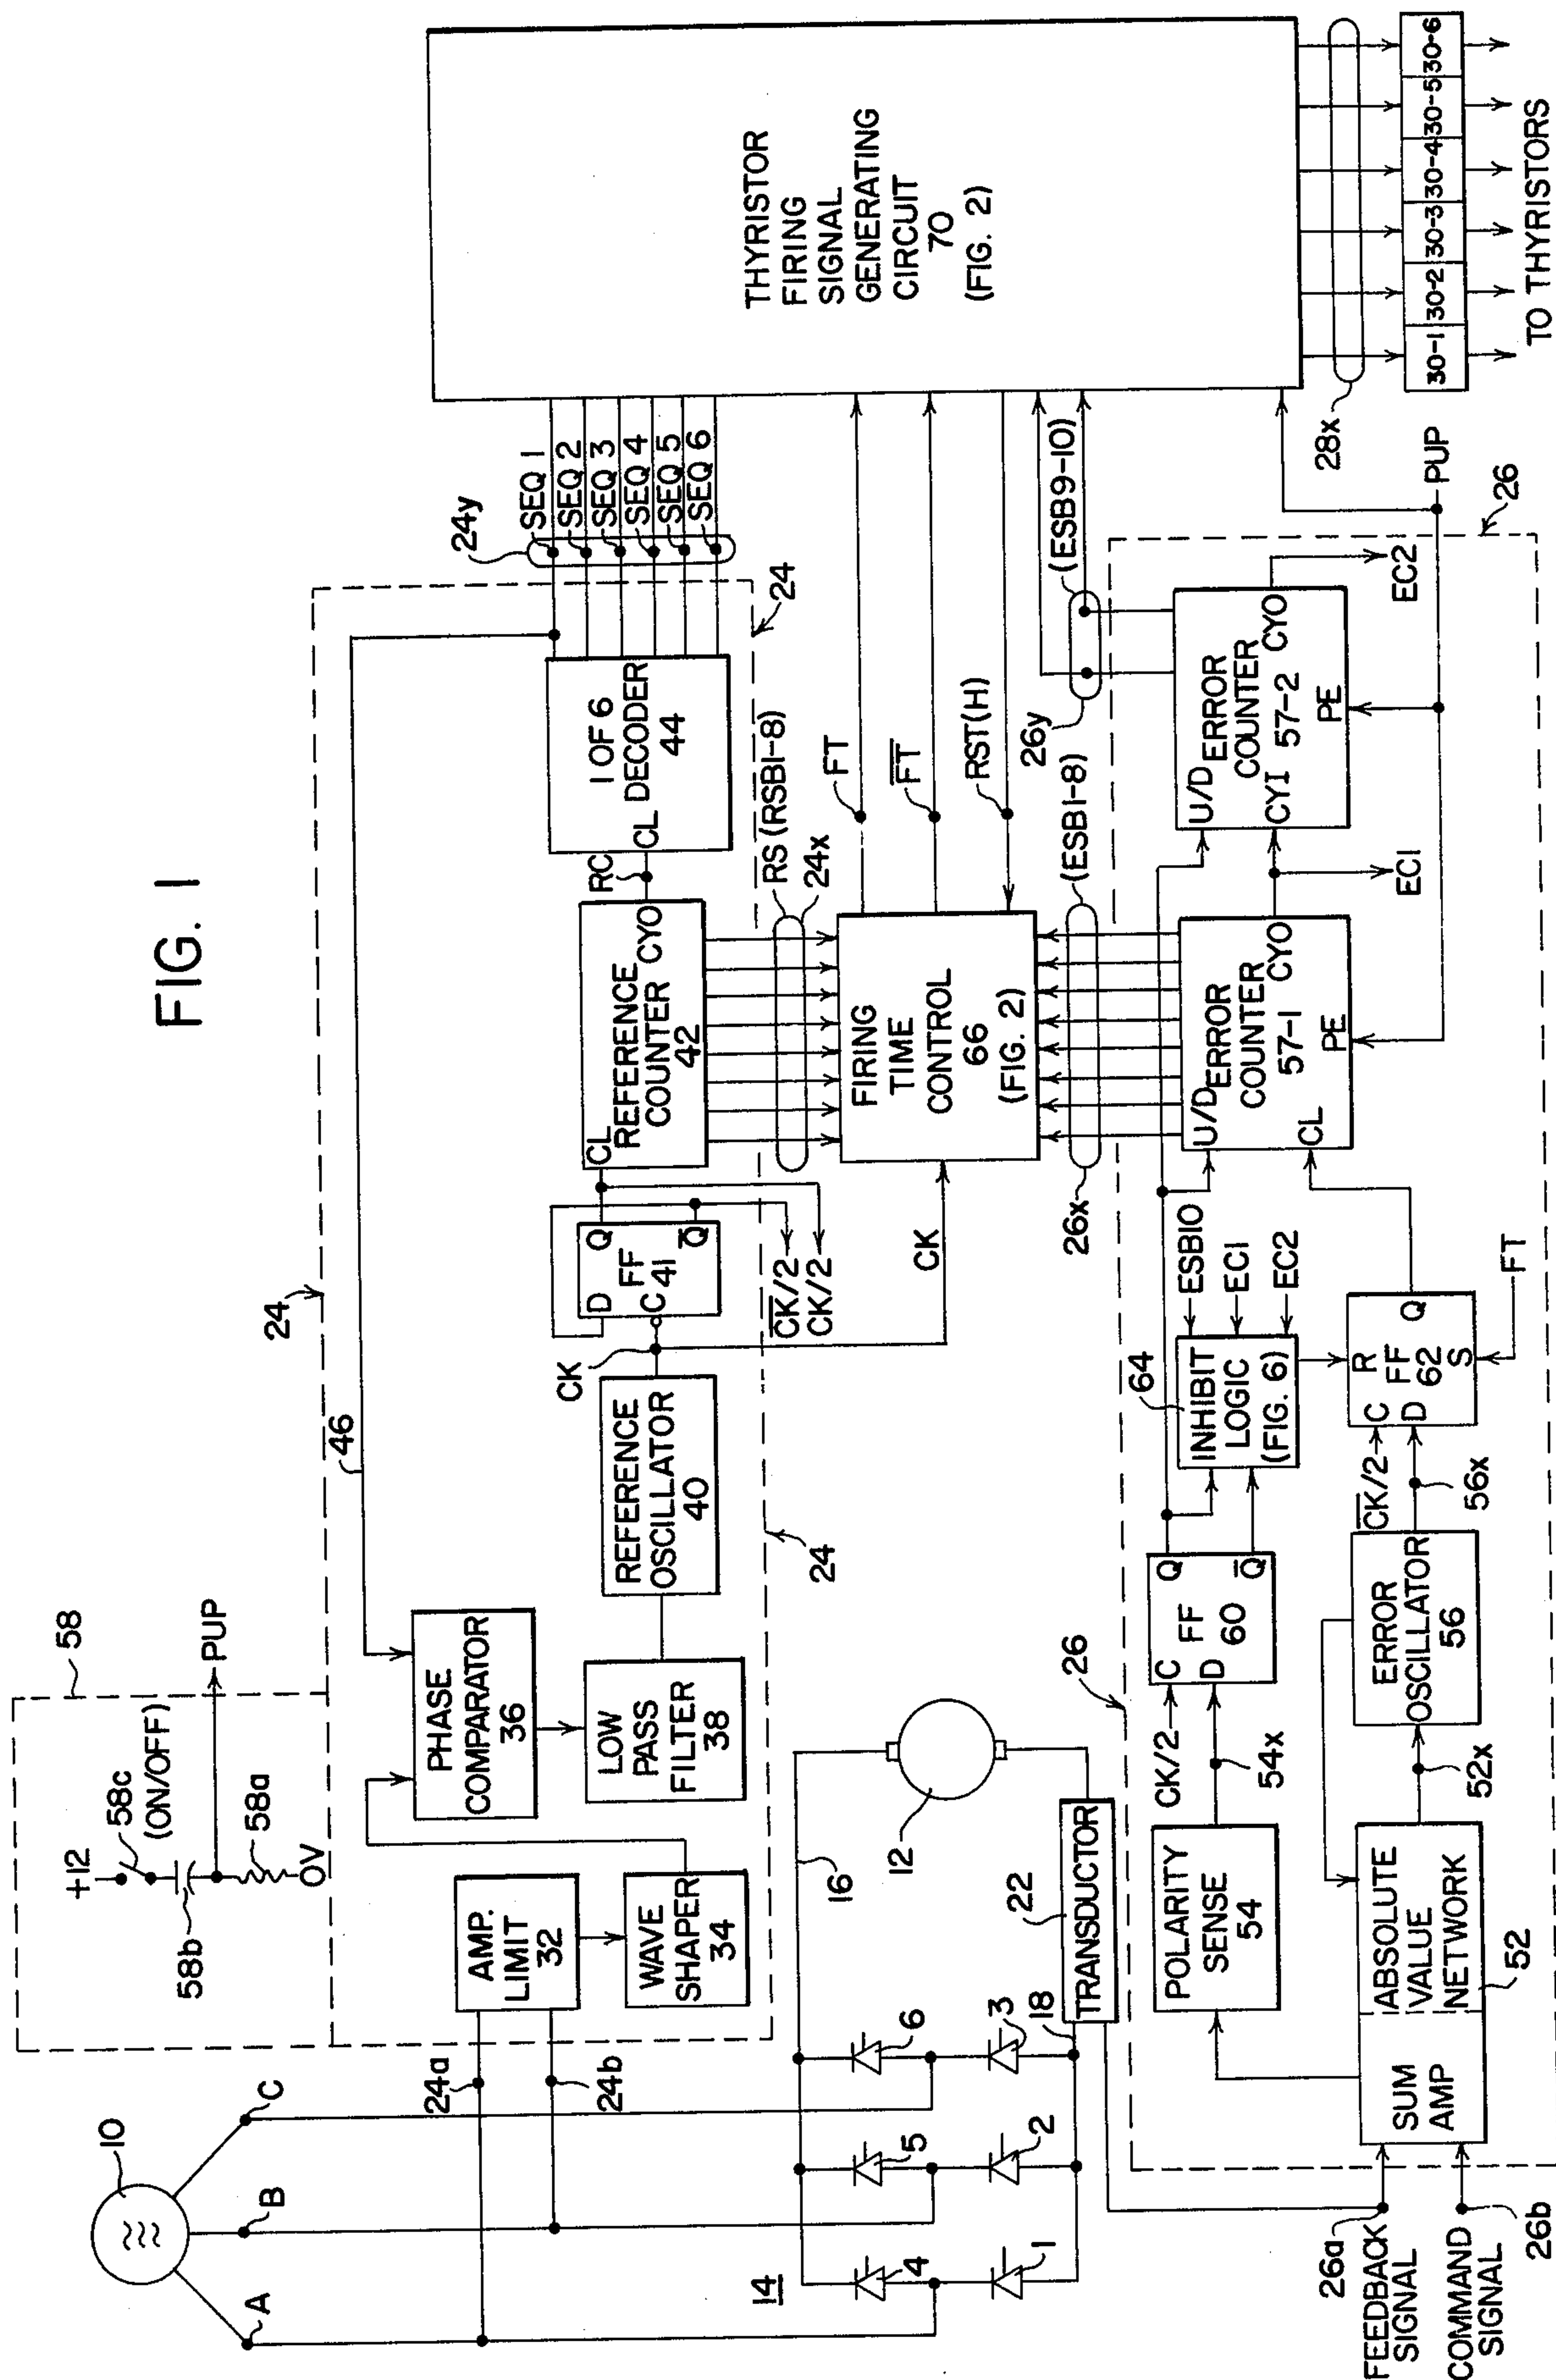 FIG. 1
10
A
B
C
24a
24b
14
4
5
6
1
2
3
16
18
12
TRANSDUCTOR
22
+12
58c
(ON/OFF)
58b
58a
0V
PUP
58
AMP.
LIMIT
32
WAVE
SHAPER
34
PHASE
COMPARATOR
36
LOW
PASS
FILTER
38
46
24
REFERENCE
OSCILLATOR
40
24
CK
D
Q
FF
C
41
Q̅
C̅K̅/2
CK/2
CK
CL
REFERENCE
COUNTER
42
CYO
RC
1 OF 6
DECODER
44
CL
24
24y
SEQ 1
SEQ 2
SEQ 3
SEQ 4
SEQ 5
SEQ 6
RS (RSB1-8)
24x
FIRING
TIME
CONTROL
66
(FIG. 2)
FT
F̅T̅
RST(H)
THYRISTOR
FIRING
SIGNAL
GENERATING
CIRCUIT
70
(FIG. 2)
28x
30-1
30-2
30-3
30-4
30-5
30-6
TO THYRISTORS
26x
(ESB1-8)
26y
(ESB9-10)
26a
FEEDBACK
SIGNAL
COMMAND
SIGNAL
26b
SUM
AMP
ABSOLUTE
VALUE
NETWORK
52
POLARITY
SENSE
54
54x
52x
26
CK/2
C
Q
FF
D
60
Q̅
ERROR
OSCILLATOR
56
56x
64
INHIBIT
LOGIC
(FIG. 6)
ESB10
EC1
EC2
C̅K̅/2
C
R
FF
D
62
S
Q
FT
U/D
ERROR
COUNTER
57-1
CYO
CL
PE
EC1
U/D
ERROR
COUNTER
57-2
CYI
CYO
PE
EC2
PUP
26